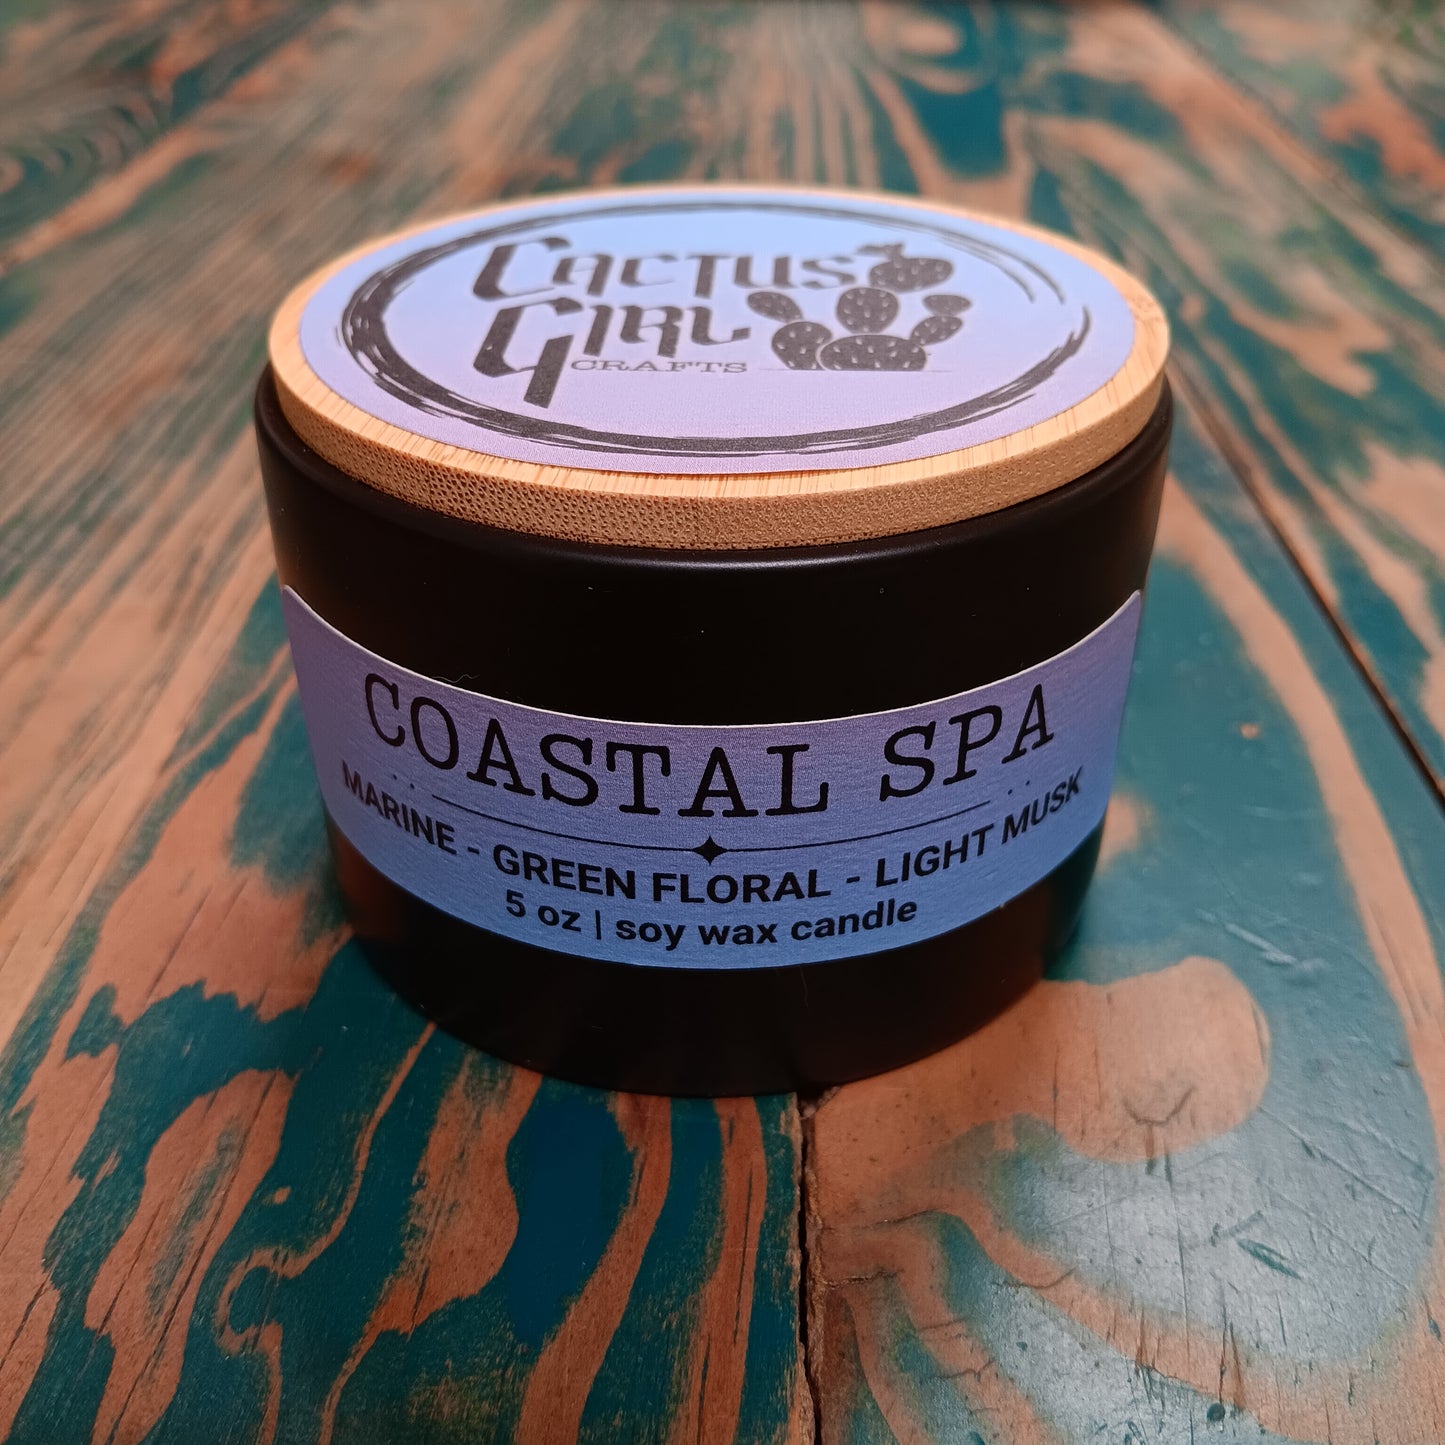 CACTUS
GIRL
CRAFTS
COASTAL SPA
MARINE - GREEN FLORAL - LIGHT MUSK
5 oz | soy wax candle